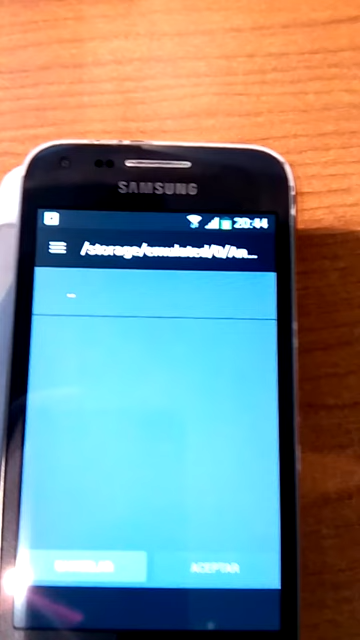 SAMSUNG
20:44
/storage/emulated/0/An...
..
CANCELAR
ACEPTAR